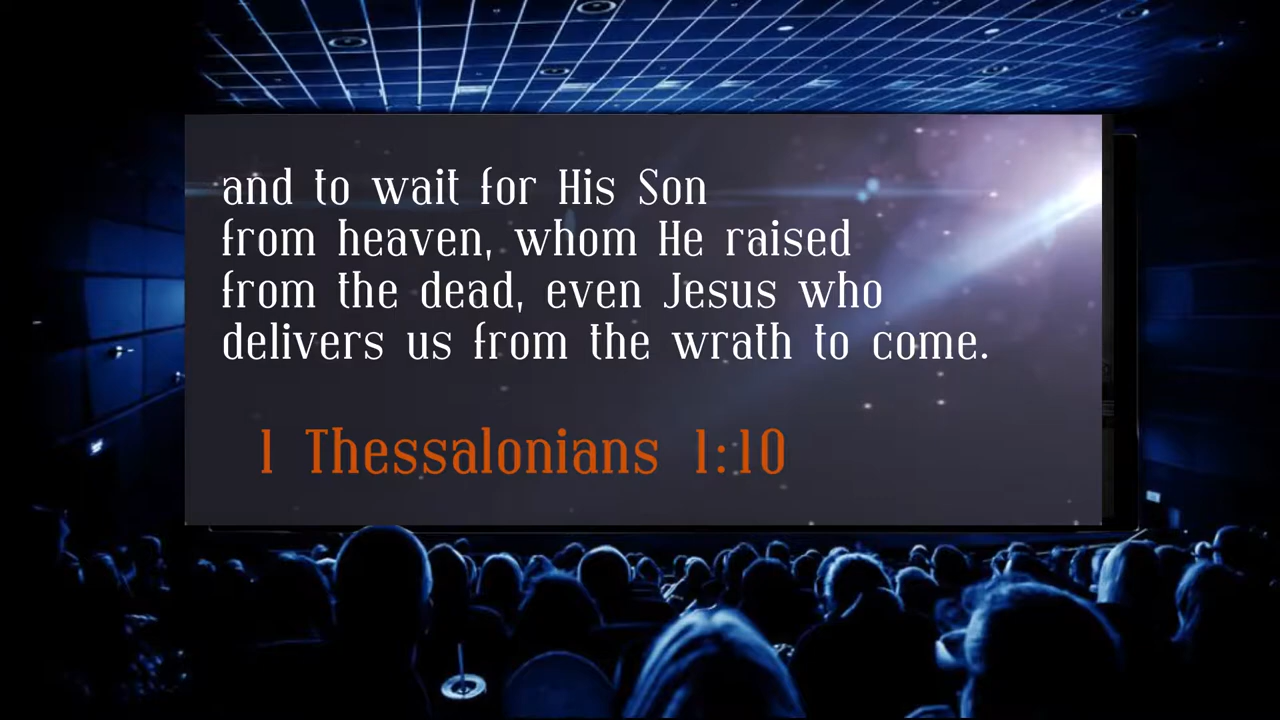 and to wait for His Son
from heaven, whom He raised
from the dead, even Jesus who
delivers us from the wrath to come.
1 Thessalonians 1:10